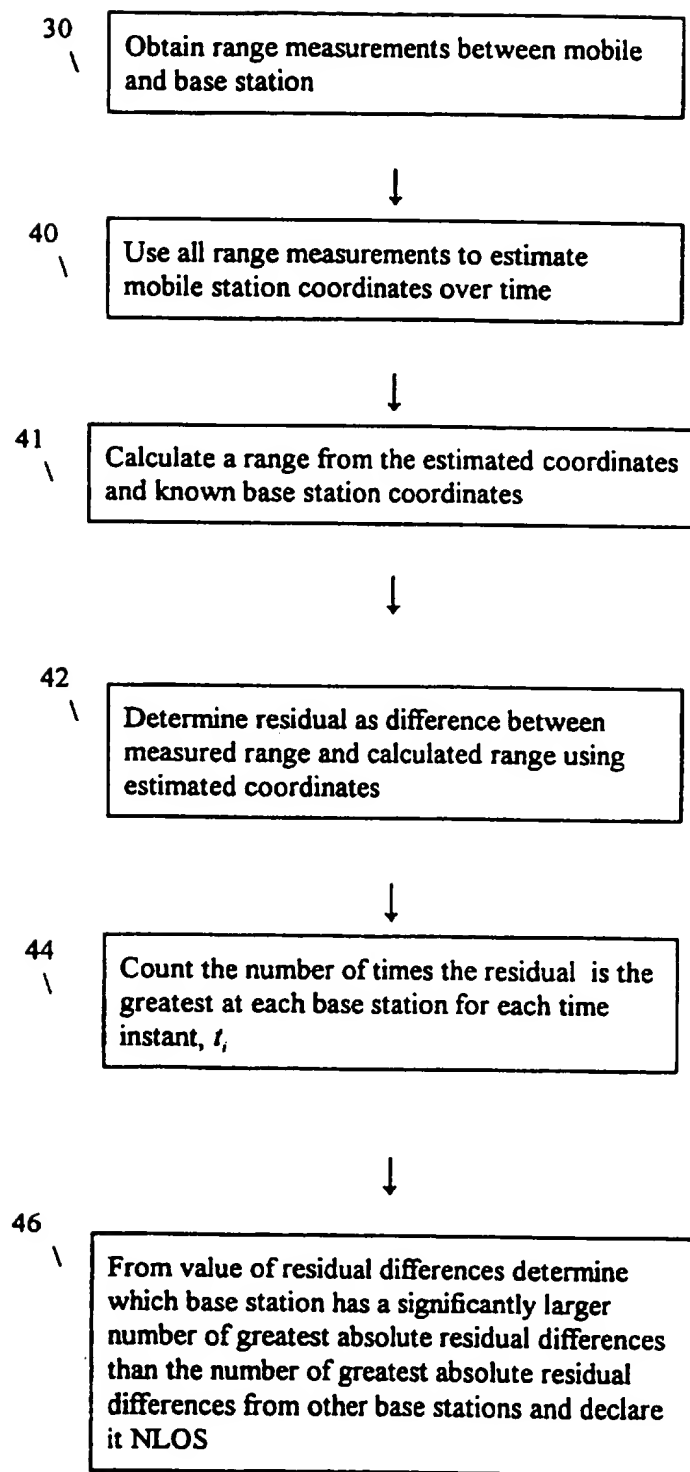 30
Obtain range measurements between mobile
and base station
40
Use all range measurements to estimate
mobile station coordinates over time
41
Calculate a range from the estimated coordinates
and known base station coordinates
42
Determine residual as difference between
measured range and calculated range using
estimated coordinates
44
Count the number of times the residual is the
greatest at each base station for each time
instant, t_i
46
From value of residual differences determine
which base station has a significantly larger
number of greatest absolute residual differences
than the number of greatest absolute residual
differences from other base stations and declare
it NLOS